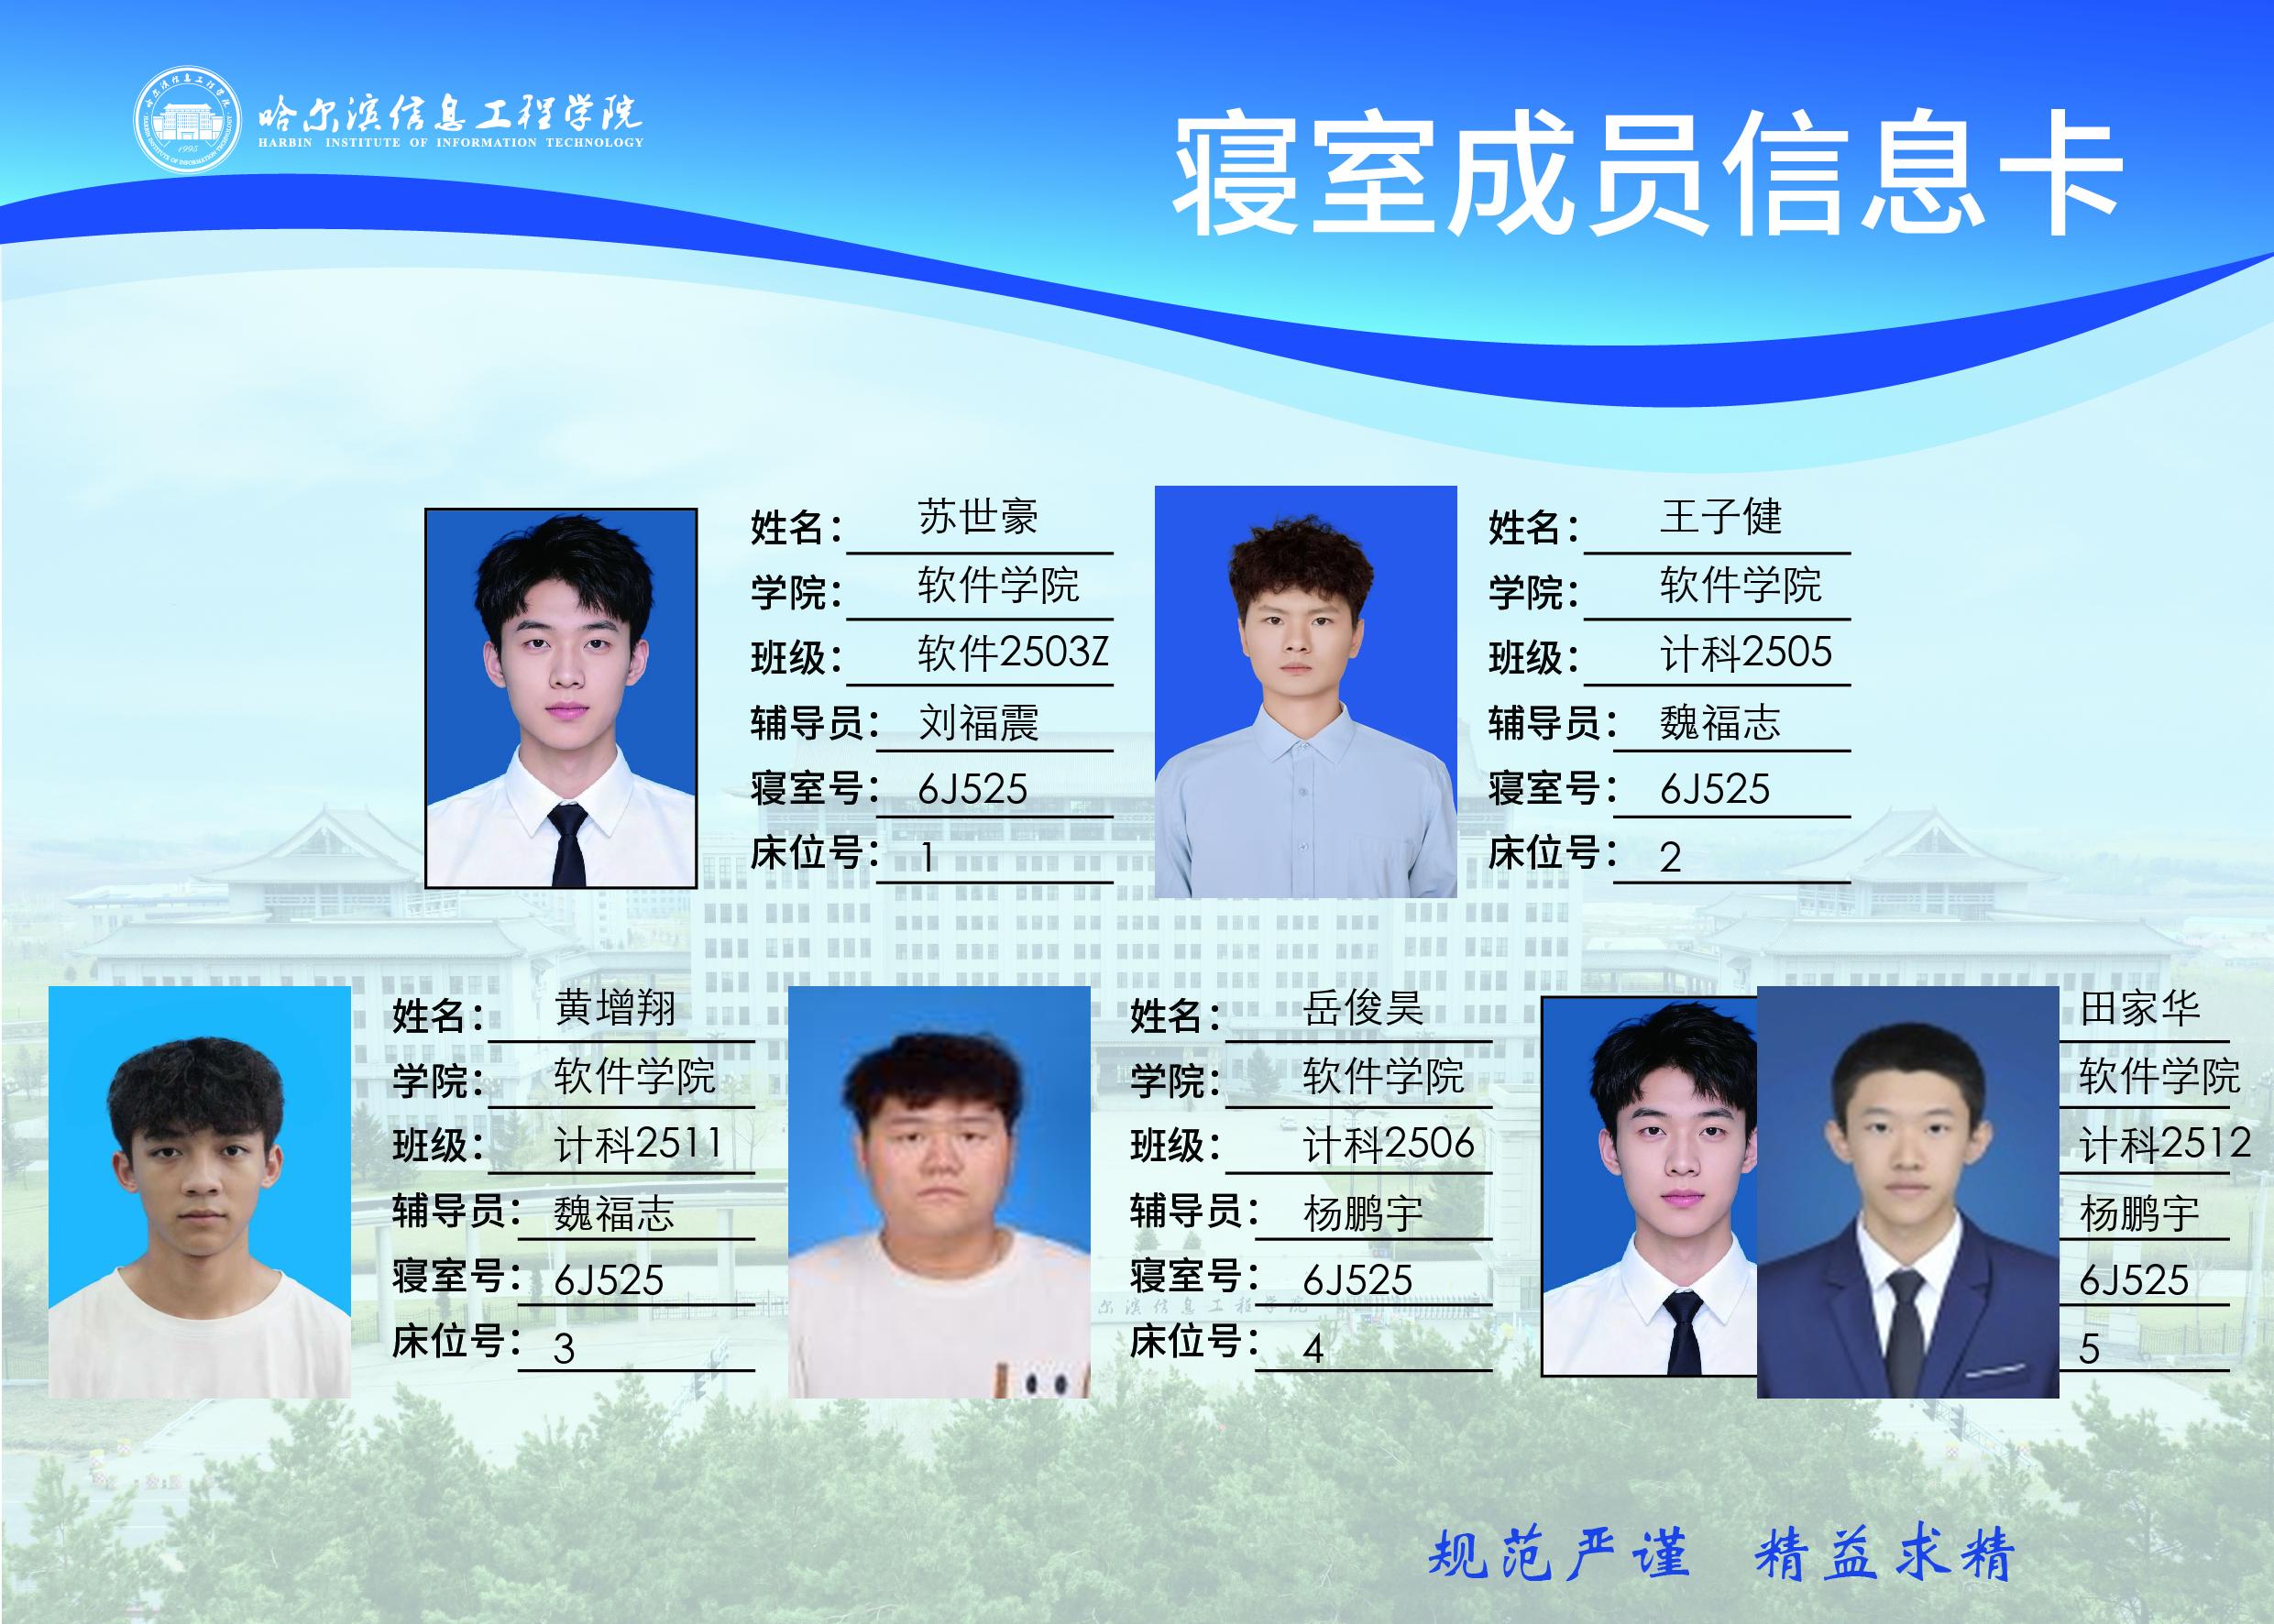 哈尔滨信息工程学院
HARBIN INSTITUTE OF INFORMATION TECHNOLOGY
1995
寝室成员信息卡
姓名: 苏世豪
学院: 软件学院
班级: 软件2503Z
辅导员: 刘福震
寝室号: 6J525
床位号: 1
姓名: 王子健
学院: 软件学院
班级: 计科2505
辅导员: 魏福志
寝室号: 6J525
床位号: 2
姓名: 黄增翔
学院: 软件学院
班级: 计科2511
辅导员: 魏福志
寝室号: 6J525
床位号: 3
姓名: 岳俊昊
学院: 软件学院
班级: 计科2506
辅导员: 杨鹏宇
寝室号: 6J525
床位号: 4
田家华
软件学院
计科2512
杨鹏宇
6J525
5
尔滨信息工程学院
规范严谨 精益求精